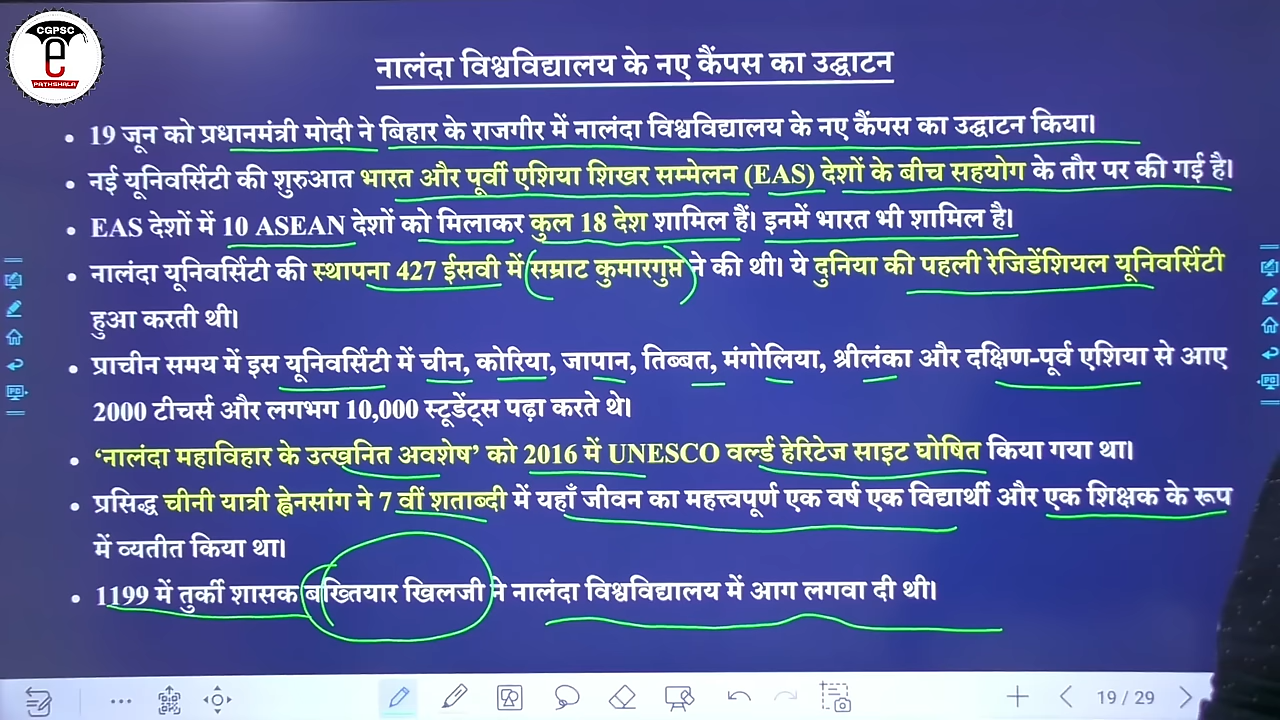 CGPSC
e
PATHSHALA
नालंदा विश्वविद्यालय के नए कैंपस का उद्घाटन
• 19 जून को प्रधानमंत्री मोदी ने बिहार के राजगीर में नालंदा विश्वविद्यालय के नए कैंपस का उद्घाटन किया।
• नई यूनिवर्सिटी की शुरुआत भारत और पूर्वी एशिया शिखर सम्मेलन (EAS) देशों के बीच सहयोग के तौर पर की गई है।
• EAS देशों में 10 ASEAN देशों को मिलाकर कुल 18 देश शामिल हैं। इनमें भारत भी शामिल है।
• नालंदा यूनिवर्सिटी की स्थापना 427 ईसवी में सम्राट कुमारगुप्त ने की थी। ये दुनिया की पहली रेजिडेंशियल यूनिवर्सिटी
हुआ करती थी।
• प्राचीन समय में इस यूनिवर्सिटी में चीन, कोरिया, जापान, तिब्बत, मंगोलिया, श्रीलंका और दक्षिण-पूर्व एशिया से आए
2000 टीचर्स और लगभग 10,000 स्टूडेंट्स पढ़ा करते थे।
• ‘नालंदा महाविहार के उत्खनित अवशेष’ को 2016 में UNESCO वर्ल्ड हेरिटेज साइट घोषित किया गया था।
• प्रसिद्ध चीनी यात्री ह्वेनसांग ने 7 वीं शताब्दी में यहाँ जीवन का महत्त्वपूर्ण एक वर्ष एक विद्यार्थी और एक शिक्षक के रूप
में व्यतीत किया था।
• 1199 में तुर्की शासक बख्तियार खिलजी ने नालंदा विश्वविद्यालय में आग लगवा दी थी।
19 / 29